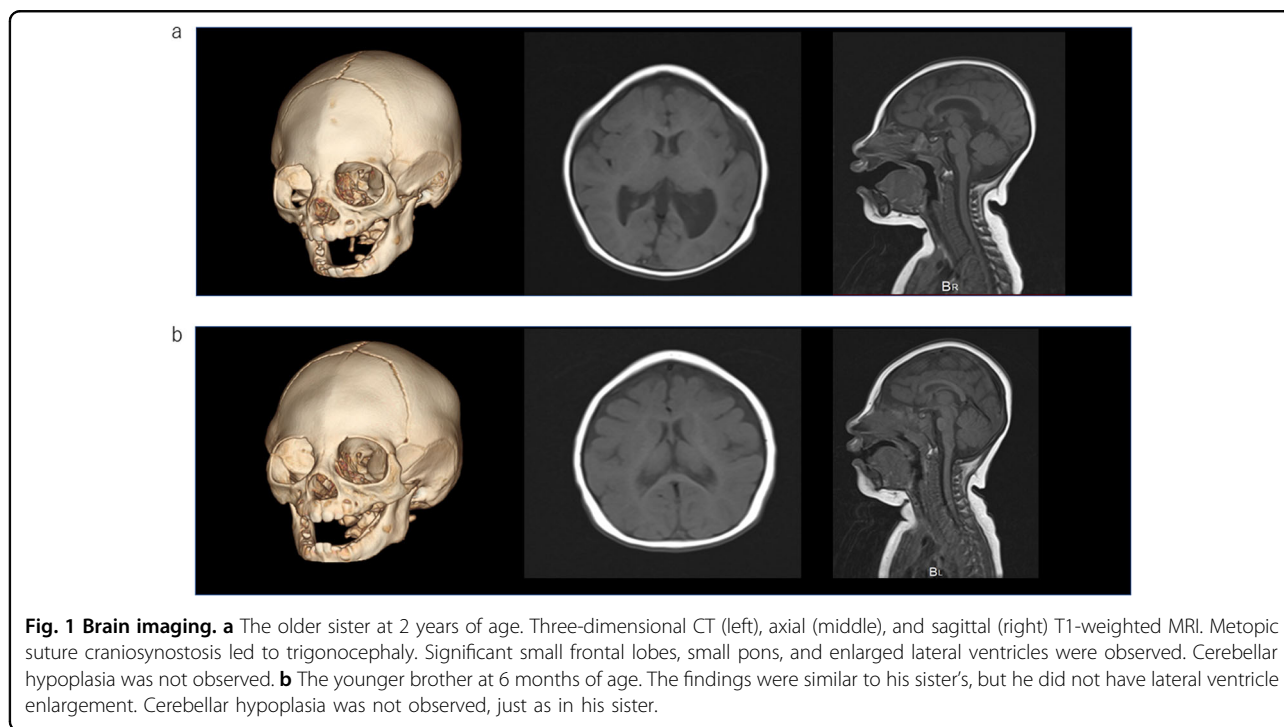 a
BR
b
BL
Fig. 1 Brain imaging. a The older sister at 2 years of age. Three-dimensional CT (left), axial (middle), and sagittal (right) T1-weighted MRI. Metopic
suture craniosynostosis led to trigonocephaly. Significant small frontal lobes, small pons, and enlarged lateral ventricles were observed. Cerebellar
hypoplasia was not observed. b The younger brother at 6 months of age. The findings were similar to his sister's, but he did not have lateral ventricle
enlargement. Cerebellar hypoplasia was not observed, just as in his sister.